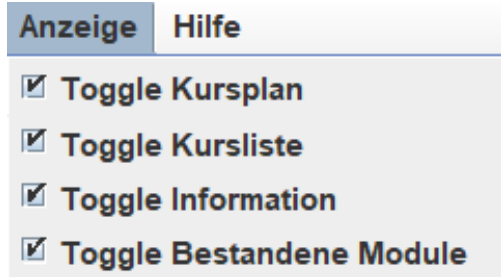 Anzeige Hilfe
Toggle Kursplan
Toggle Kursliste
Toggle Information
Toggle Bestandene Module